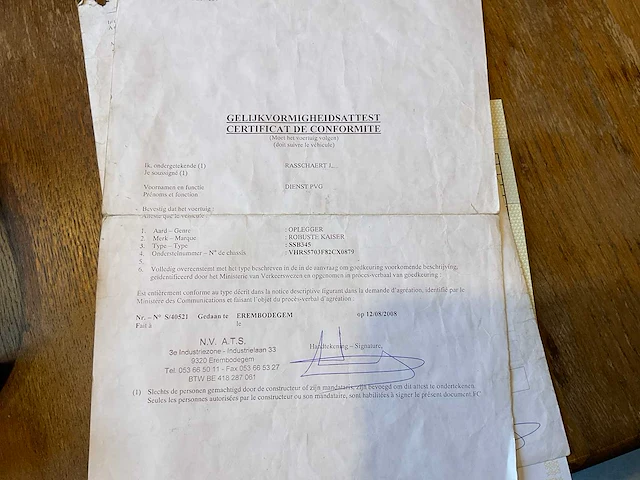 GELIJKVORMIGHEIDSATTEST
CERTIFICAT DE CONFORMITE
(Moet het voertuig volgen)
(doit suivre le véhicule)
Ik, ondergetekende (1) RASSCHAERT J.
Je soussigné (1)
Voornamen en functie DIENST PVG
Prénoms et fonction
- Bevestig dat het voertuig
Atteste que le véhicule
1. Aard – Genre : OPLEGGER
2. Merk – Marque : ROBUSTE KAISER
3. Type – Type : SSB345
4. OndersteInummer – N° de chassis : VHRS5703F82CX0879
5.
6. Volledig overeenstemt met het type beschreven in de in de aanvraag om goedkeuring voorkomende beschrijving,
geïdentificeerd door het Ministerie van Verkeerswezen en opgenomen in procès-verbaal van goedkeuring :
Est entièrement conforme au type décrit dans la notice descriptive figurant dans la demande d'agréation, identifié par le
Ministère des Communications et faisant l'objet du procès-verbal d'agréation :
Nr. – N° S/40521 Gedaan te EREMBODEGEM op 12/08/2008
Fait à le
N.V. A.T.S.
3e Industriezone - Industrielaan 33
9320 Erembodegem
Tel. 053 66 50 11 - Fax 053 66 53 27
BTW BE 418 287 061
Handtekening – Signature,
(1) Slechts de personen gemachtigd door de constructeur of zijn mandataris, zijn bevoegd om dit attest te ondertekenen.
Seules les personnes autorisées par le constructeur ou son mandataire, sont habilitées à signer le présent document.FC